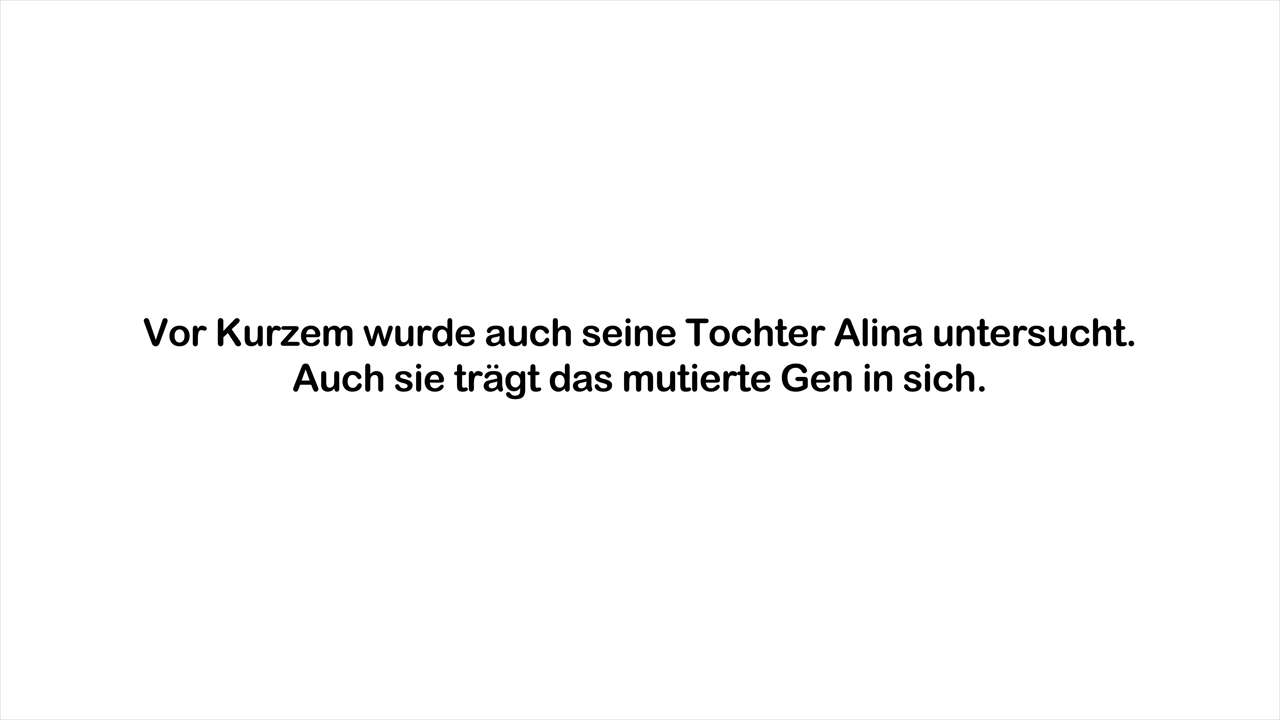 Vor Kurzem wurde auch seine Tochter Alina untersucht.
Auch sie trägt das mutierte Gen in sich.